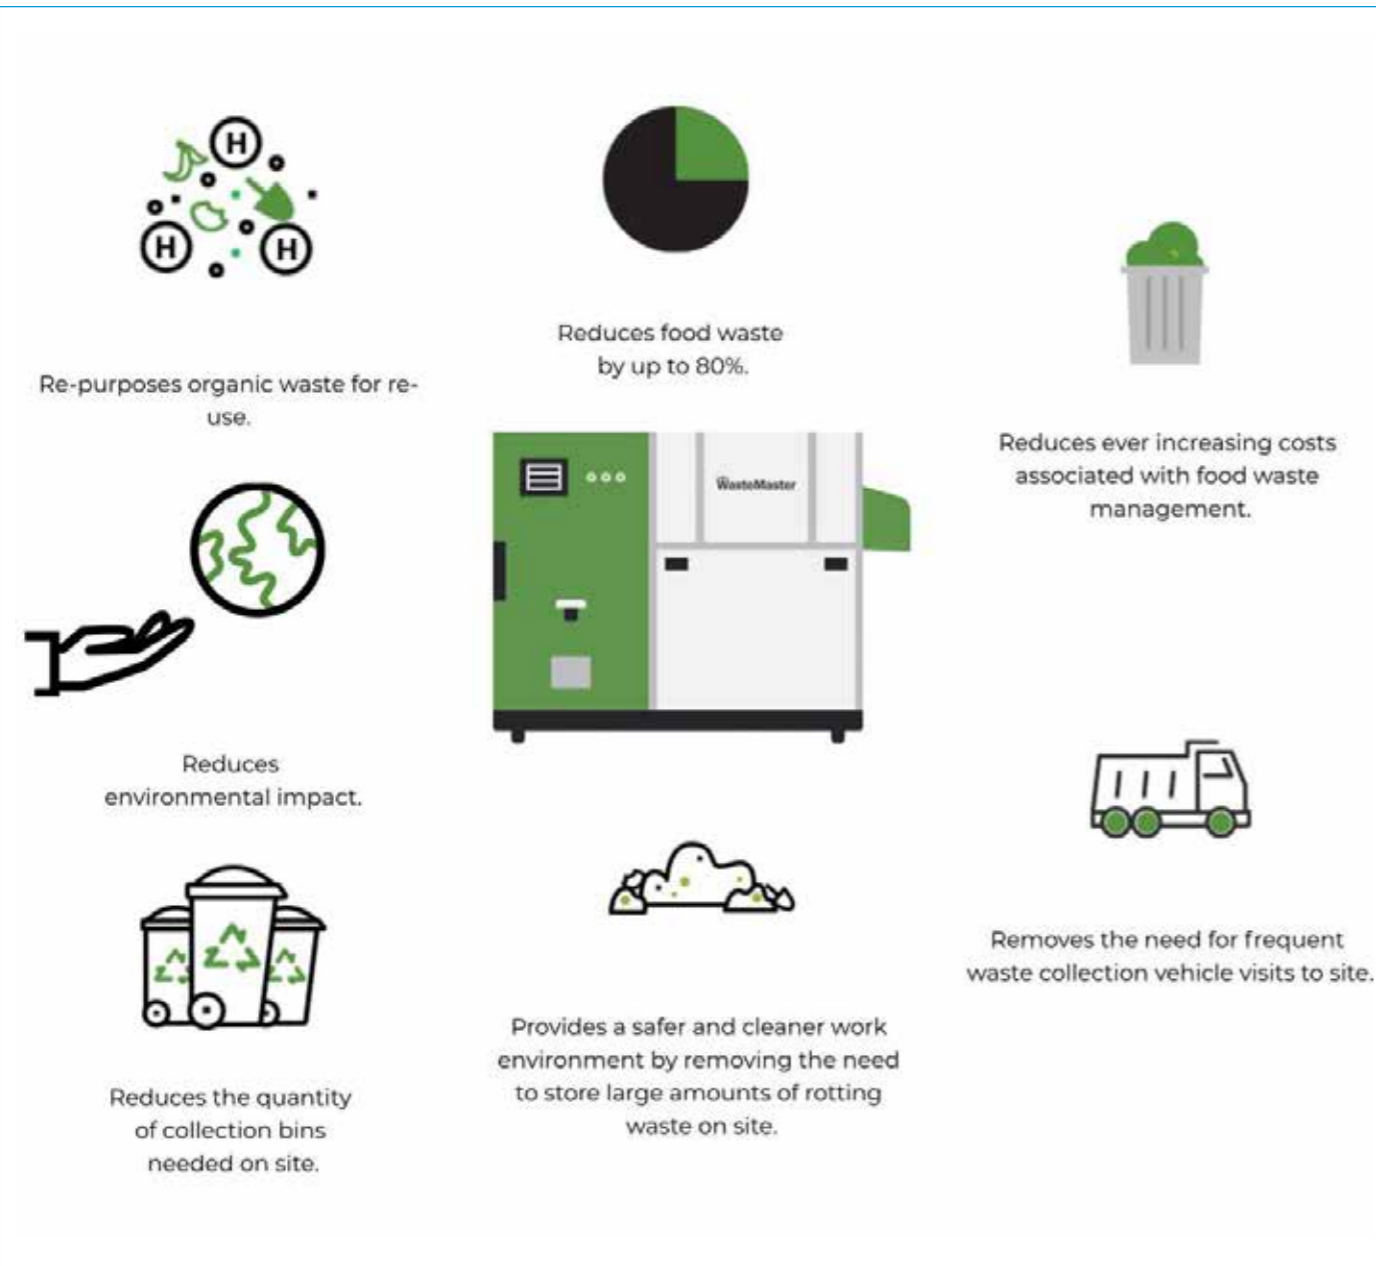 H
H
H
Re-purposes organic waste for re-
use.
Reduces food waste
by up to 80%.
Reduces ever increasing costs
associated with food waste
management.
WasteMaster
Reduces
environmental impact.
Removes the need for frequent
waste collection vehicle visits to site.
Provides a safer and cleaner work
environment by removing the need
to store large amounts of rotting
waste on site.
Reduces the quantity
of collection bins
needed on site.